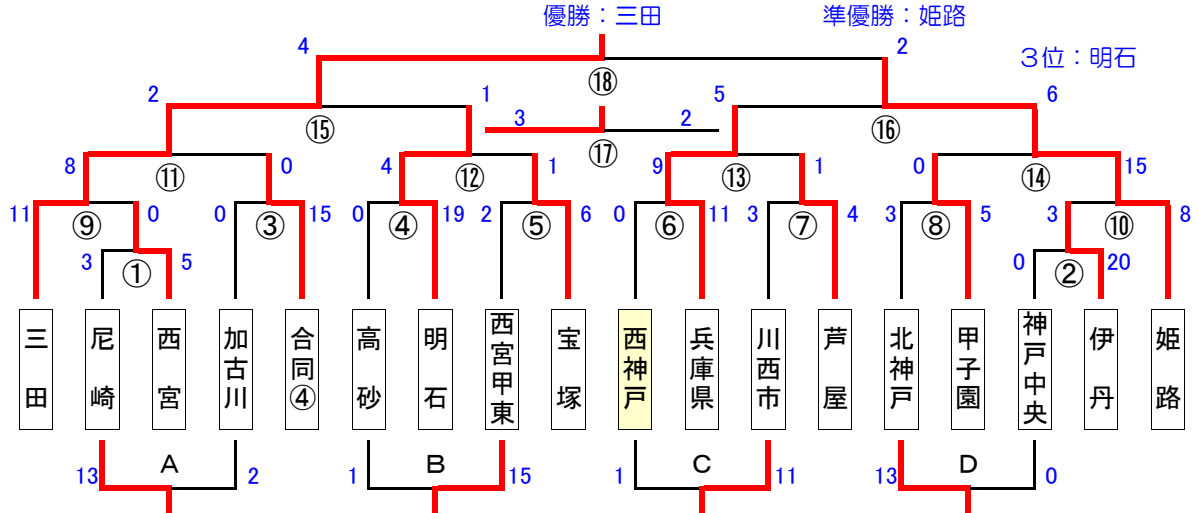 優勝：三田 準優勝：姫路
4 2
３位：明石
⑱
2 1 5 6
3 2
⑮ ⑰ ⑯
8 0 4 1 9 1 0 15
⑪ ⑫ ⑬ ⑭
11 0 0 15 0 19 2 6 0 11 3 4 3 5 3 8
⑨ ③ ④ ⑤ ⑥ ⑦ ⑧ ⑩
3 5 0 20
① ②
三田 尼崎 西宮 加古川 合同④ 高砂 明石 西宮甲東 宝塚 西神戸 兵庫県 川西市 芦屋 北神戸 甲子園 神戸中央 伊丹 姫路
A B C D
13 2 1 15 1 11 13 0